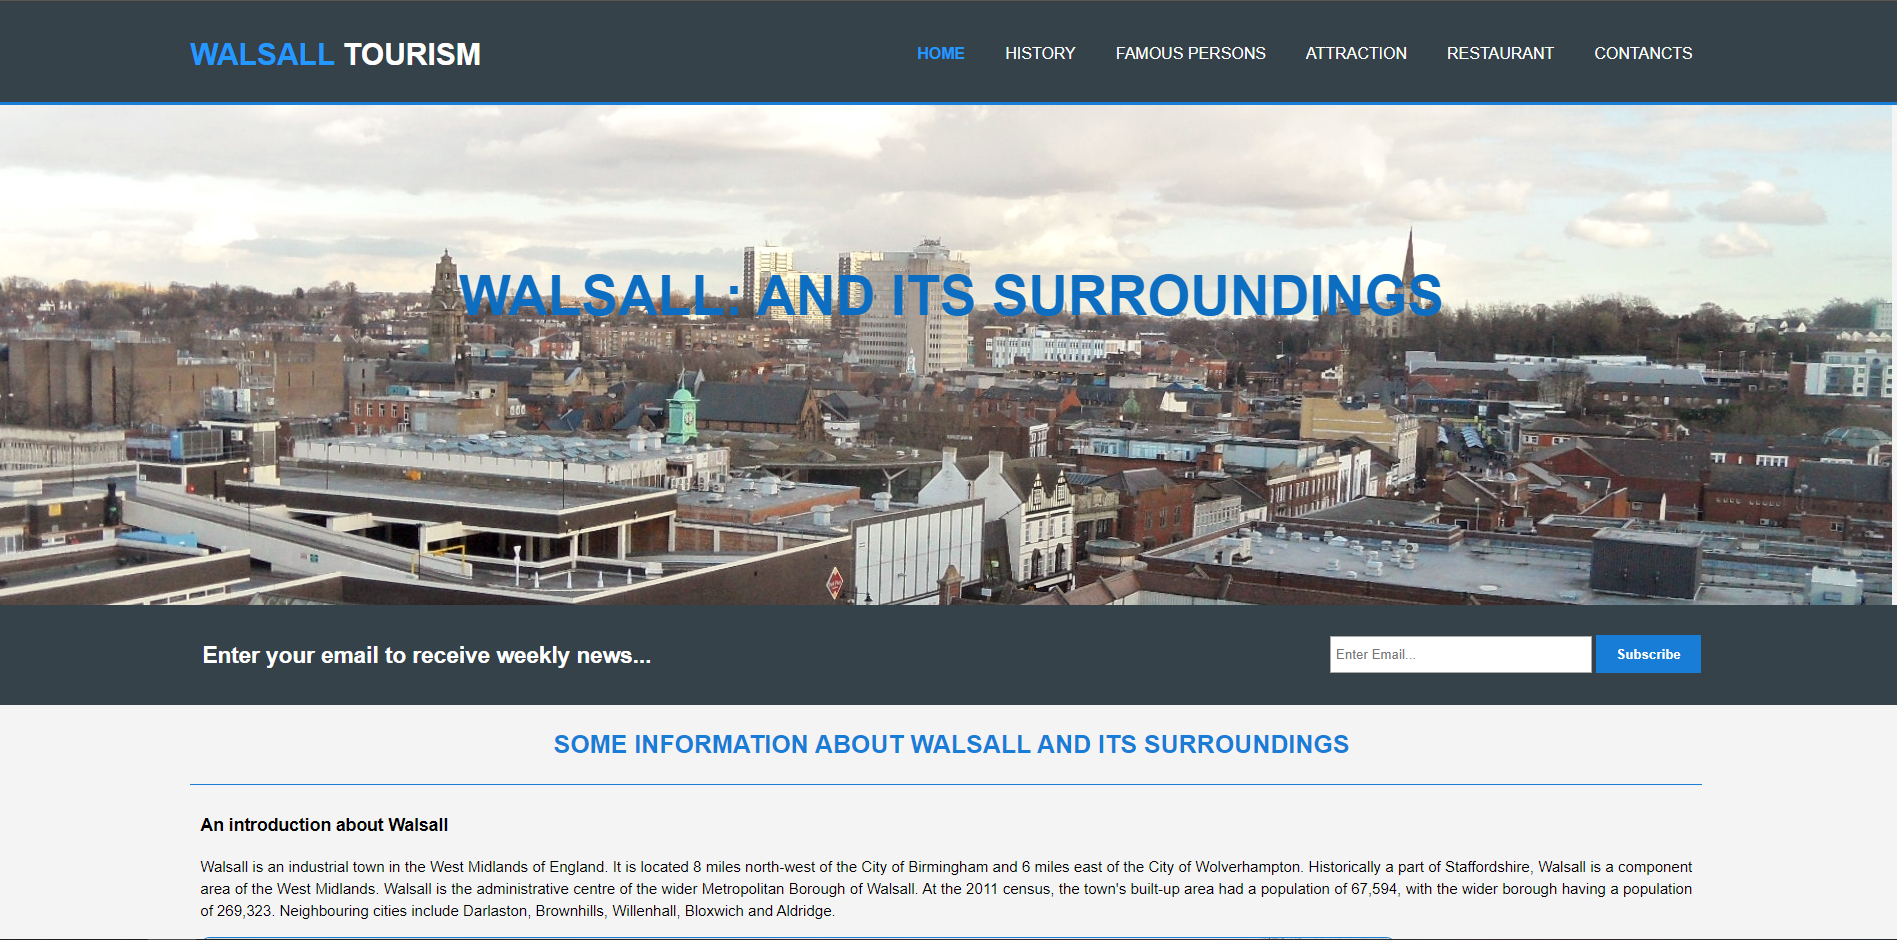 WALSALL TOURISM
HOME
HISTORY
FAMOUS PERSONS
ATTRACTION
RESTAURANT
CONTANCTS
WALSALL: AND ITS SURROUNDINGS
Enter your email to receive weekly news...
Enter Email...
Subscribe
SOME INFORMATION ABOUT WALSALL AND ITS SURROUNDINGS
An introduction about Walsall
Walsall is an industrial town in the West Midlands of England. It is located 8 miles north-west of the City of Birmingham and 6 miles east of the City of Wolverhampton. Historically a part of Staffordshire, Walsall is a component
area of the West Midlands. Walsall is the administrative centre of the wider Metropolitan Borough of Walsall. At the 2011 census, the town's built-up area had a population of 67,594, with the wider borough having a population
of 269,323. Neighbouring cities include Darlaston, Brownhills, Willenhall, Bloxwich and Aldridge.